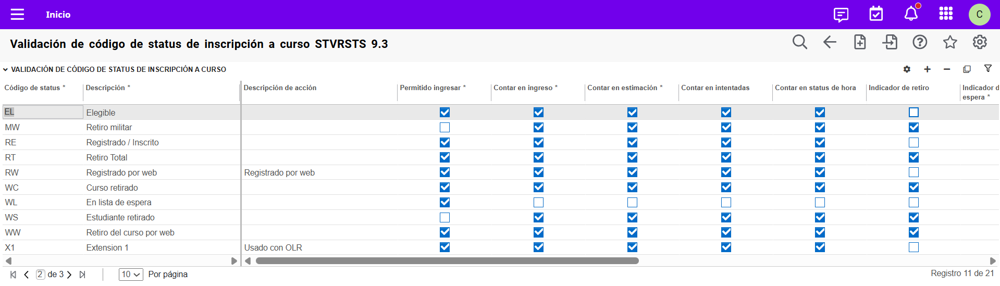 Inicio
C
Validación de código de status de inscripción a curso STVRSTS 9.3
VALIDACIÓN DE CÓDIGO DE STATUS DE INSCRIPCIÓN A CURSO
Código de status * Descripción * Descripción de acción Permitido ingresar * Contar en ingreso * Contar en estimación * Contar en intentadas Contar en status de hora Indicador de retiro Indicador d
espera *
EL Elegible
MW Retiro militar
RE Registrado / Inscrito
RT Retiro Total
RW Registrado por web Registrado por web
WC Curso retirado
WL En lista de espera
WS Estudiante retirado
WW Retiro del curso por web
X1 Extension 1 Usado con OLR
2 de 3 10 Por página Registro 11 de 21